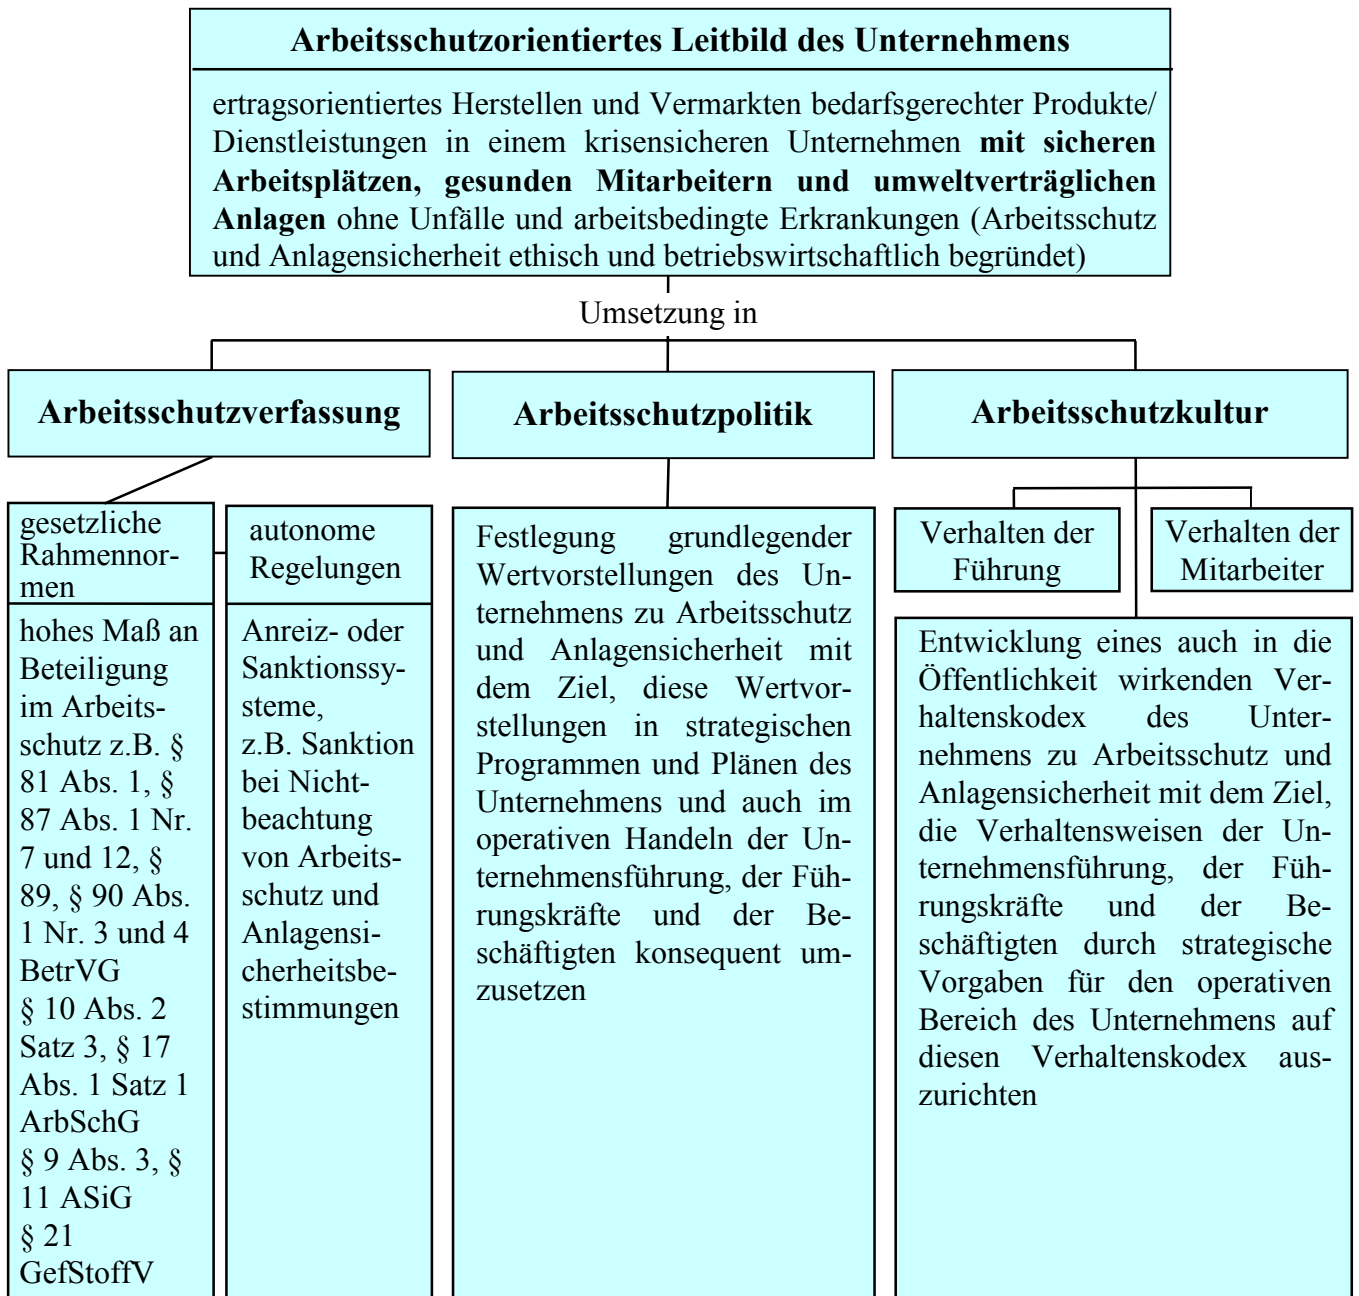 Arbeitsschutzorientiertes Leitbild des Unternehmens
ertragsorientiertes Herstellen und Vermarkten bedarfsgerechter Produkte/
Dienstleistungen in einem krisensicheren Unternehmen mit sicheren
Arbeitsplätzen, gesunden Mitarbeitern und umweltverträglichen
Anlagen ohne Unfälle und arbeitsbedingte Erkrankungen (Arbeitsschutz
und Anlagensicherheit ethisch und betriebswirtschaftlich begründet)
Umsetzung in
Arbeitsschutzverfassung
gesetzliche
Rahmennor-
men
hohes Maß an
Beteiligung
im Arbeits-
schutz z.B. §
81 Abs. 1, §
87 Abs. 1 Nr.
7 und 12, §
89, § 90 Abs.
1 Nr. 3 und 4
BetrVG
§ 10 Abs. 2
Satz 3, § 17
Abs. 1 Satz 1
ArbSchG
§ 9 Abs. 3, §
11 ASiG
§ 21
GefStoffV
autonome
Regelungen
Anreiz- oder
Sanktionssy-
steme,
z.B. Sanktion
bei Nicht-
beachtung
von Arbeits-
schutz und
Anlagensi-
cherheitsbe-
stimmungen
Arbeitsschutzpolitik
Festlegung grundlegender
Wertvorstellungen des Un-
ternehmens zu Arbeitsschutz
und Anlagensicherheit mit
dem Ziel, diese Wertvor-
stellungen in strategischen
Programmen und Plänen des
Unternehmens und auch im
operativen Handeln der Un-
ternehmensführung, der Füh-
rungskräfte und der Be-
schäftigten konsequent um-
zusetzen
Arbeitsschutzkultur
Verhalten der
Führung
Verhalten der
Mitarbeiter
Entwicklung eines auch in die
Öffentlichkeit wirkenden Ver-
haltenskodex des Unter-
nehmens zu Arbeitsschutz und
Anlagensicherheit mit dem Ziel,
die Verhaltensweisen der Un-
ternehmensführung, der Füh-
rungskräfte und der Be-
schäftigten durch strategische
Vorgaben für den operativen
Bereich des Unternehmens auf
diesen Verhaltenskodex aus-
zurichten